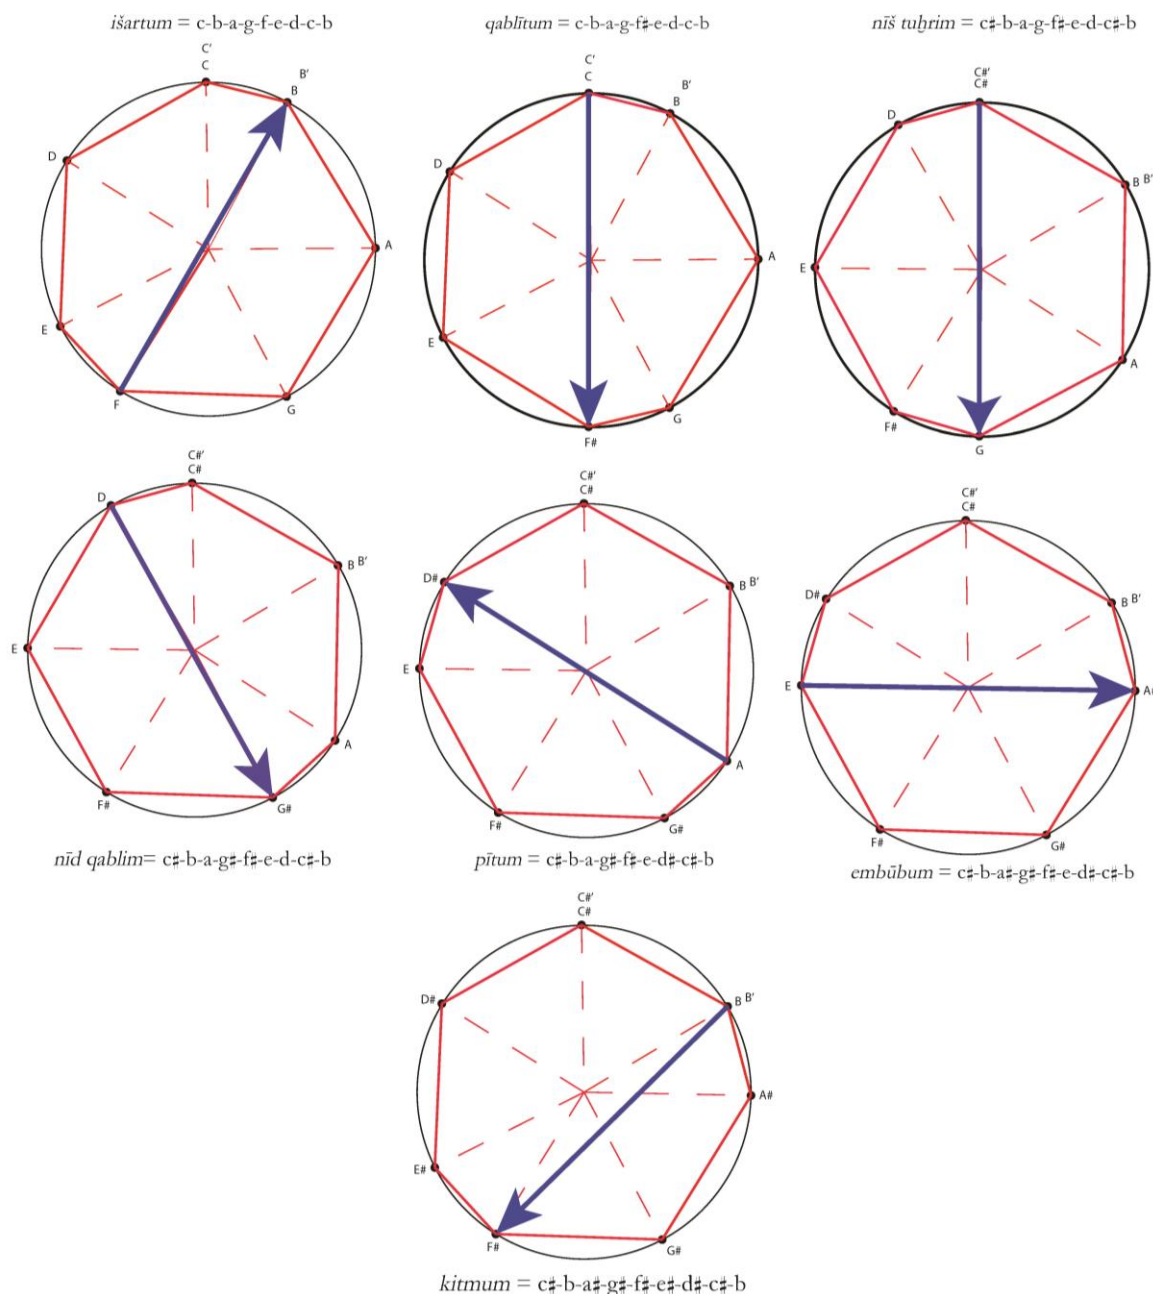 išartum = c-b-a-g-f-e-d-c-b
qablītum = c-b-a-g-f♯-e-d-c-b
nīš tuḫrim = c♯-b-a-g-f♯-e-d-c♯-b
C'
C
B'
B
D
A
E
F
G
C'
C
B'
B
D
A
E
G
F#
C#'
C#
D
B B'
E
A
F#
G
C#'
C#
D
B B'
E
A
F#
G#
C#'
C#
D#
B B'
E
A
F#
G#
C#'
C#
D#
B B'
E
F#
G#
nīd qablim= c♯-b-a-g♯-f♯-e-d-c♯-b
pītum = c♯-b-a-g♯-f♯-e-d♯-c♯-b
embūbum = c♯-b-a♯-g♯-f♯-e-d♯-c♯-b
C#'
C#
D#
B B'
A#
E#
F#
G#
kitmum = c♯-b-a♯-g♯-f♯-e♯-d♯-c♯-b